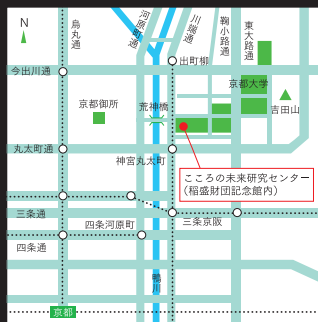 N
烏丸通
河原町通
川端通
鞠小路通
東大路通
今出川通
出町柳
京都大学
京都御所
荒神橋
吉田山
丸太町通
神宮丸太町
こころの未来研究センター
(稲盛財団記念館内)
三条通
四条河原町
三条京阪
四条通
鴨川
京都